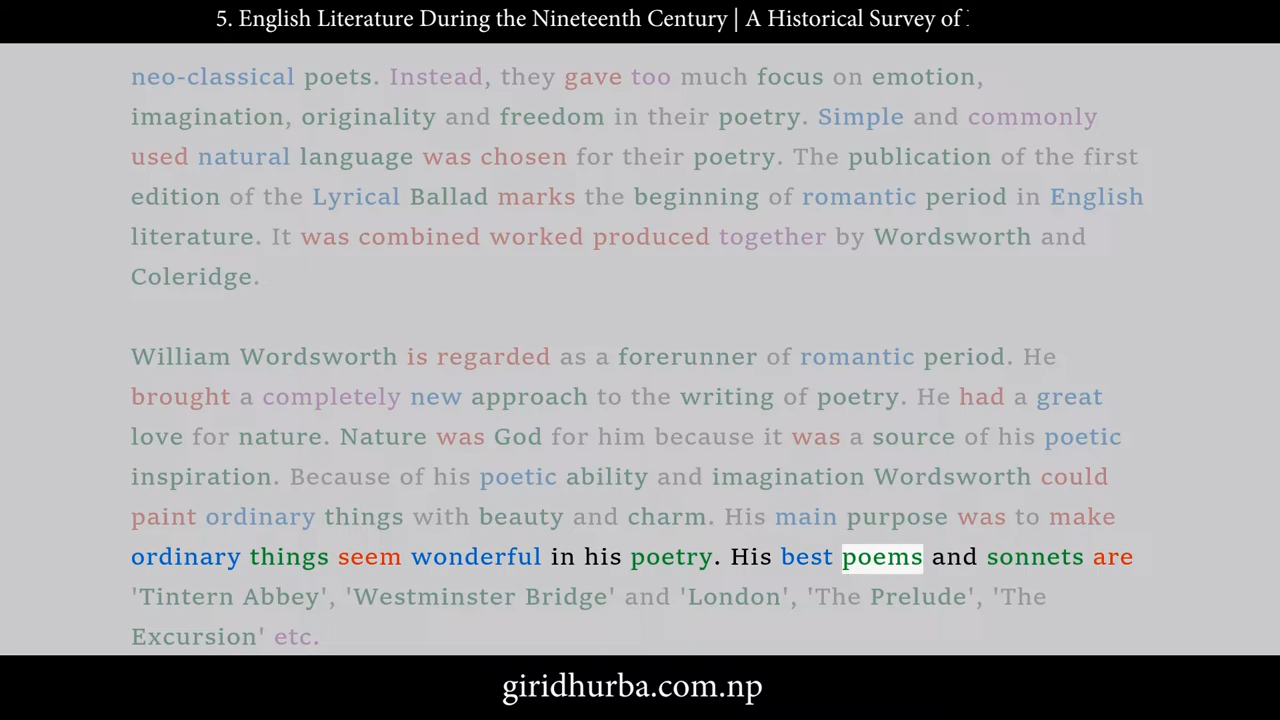 5. English Literature During the Nineteenth Century | A Historical Survey of
neo-classical poets. Instead, they gave too much focus on emotion,
imagination, originality and freedom in their poetry. Simple and commonly
used natural language was chosen for their poetry. The publication of the first
edition of the Lyrical Ballad marks the beginning of romantic period in English
literature. It was combined worked produced together by Wordsworth and
Coleridge.
William Wordsworth is regarded as a forerunner of romantic period. He
brought a completely new approach to the writing of poetry. He had a great
love for nature. Nature was God for him because it was a source of his poetic
inspiration. Because of his poetic ability and imagination Wordsworth could
paint ordinary things with beauty and charm. His main purpose was to make
ordinary things seem wonderful in his poetry. His best poems and sonnets are
'Tintern Abbey', 'Westminster Bridge' and 'London', 'The Prelude', 'The
Excursion' etc.
giridhurba.com.np